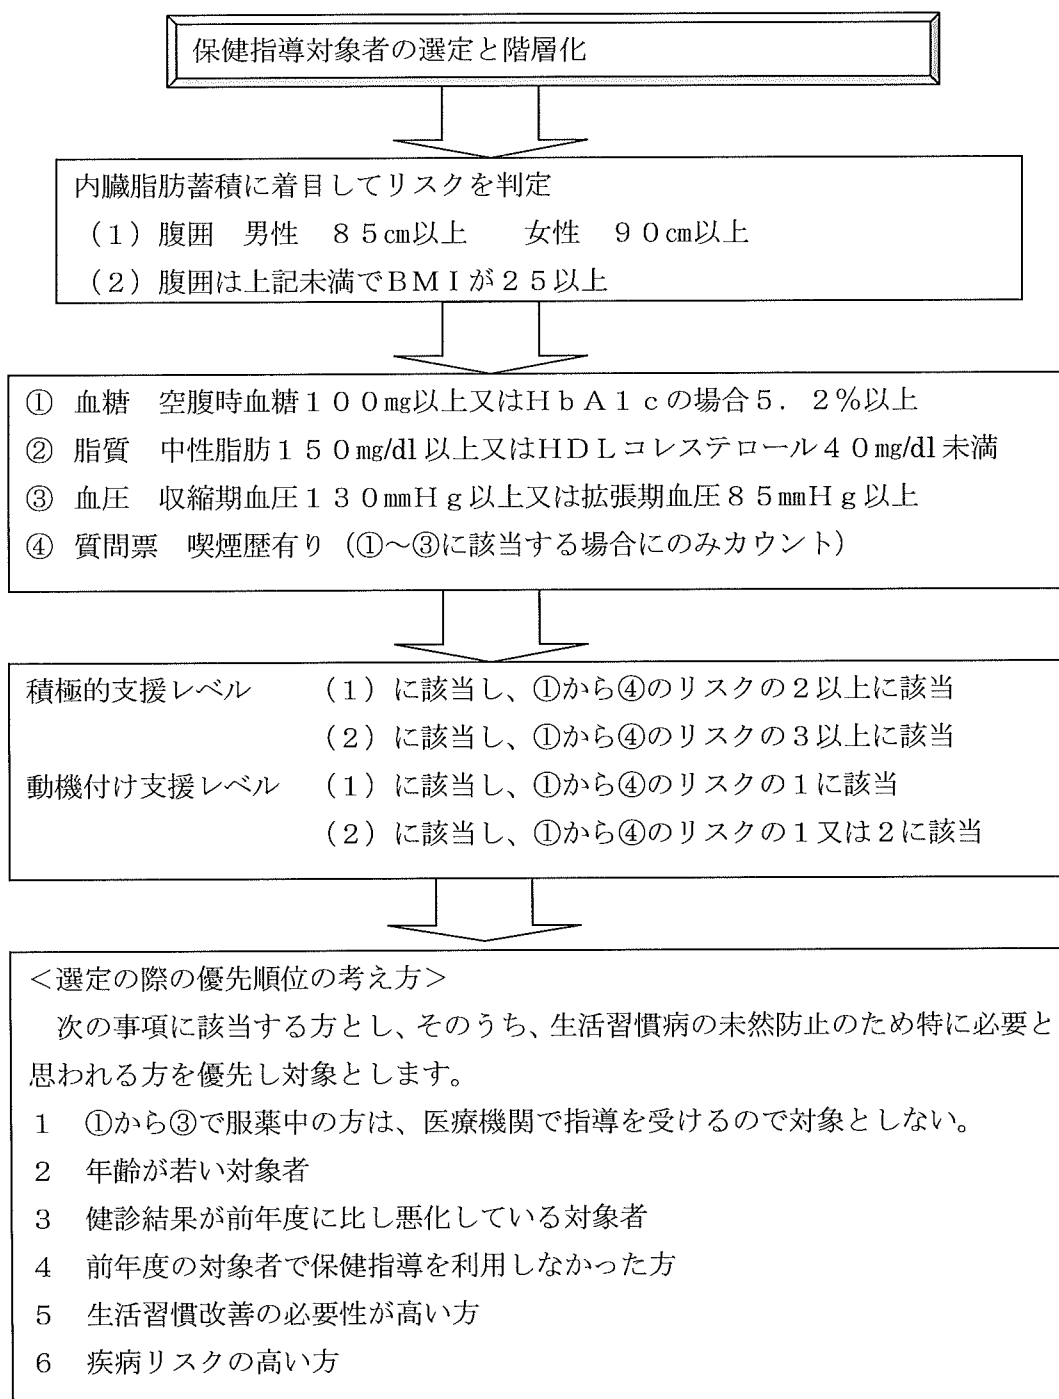 保健指導対象者の選定と階層化
内臓脂肪蓄積に着目してリスクを判定
（１）腹囲　男性　８５㎝以上　　女性　９０㎝以上
（２）腹囲は上記未満でＢＭＩが２５以上
①　血糖　空腹時血糖１００㎎以上又はＨｂＡ１ｃの場合５．２％以上
②　脂質　中性脂肪１５０㎎/dl以上又はＨＤＬコレステロール４０㎎/dl未満
③　血圧　収縮期血圧１３０㎜Ｈｇ以上又は拡張期血圧８５㎜Ｈｇ以上
④　質問票　喫煙歴有り（①～③に該当する場合にのみカウント）
積極的支援レベル　　（１）に該当し、①から④のリスクの２以上に該当
（２）に該当し、①から④のリスクの３以上に該当
動機付け支援レベル　（１）に該当し、①から④のリスクの１に該当
（２）に該当し、①から④のリスクの１又は２に該当
＜選定の際の優先順位の考え方＞
次の事項に該当する方とし、そのうち、生活習慣病の未然防止のため特に必要と
思われる方を優先し対象とします。
１　①から③で服薬中の方は、医療機関で指導を受けるので対象としない。
２　年齢が若い対象者
３　健診結果が前年度に比し悪化している対象者
４　前年度の対象者で保健指導を利用しなかった方
５　生活習慣改善の必要性が高い方
６　疾病リスクの高い方